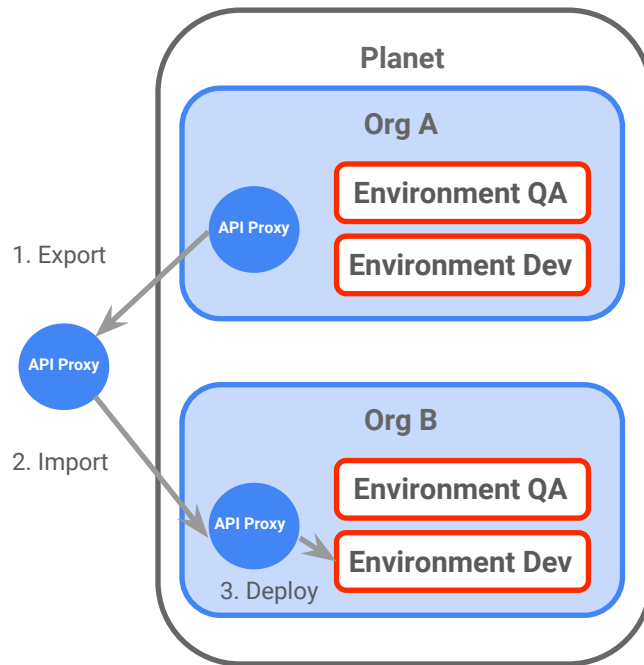 Planet
Org A
Environment QA
API Proxy
1. Export
Environment Dev
API Proxy
Org B
2. Import
Environment QA
API Proxy
Environment Dev
3. Deploy